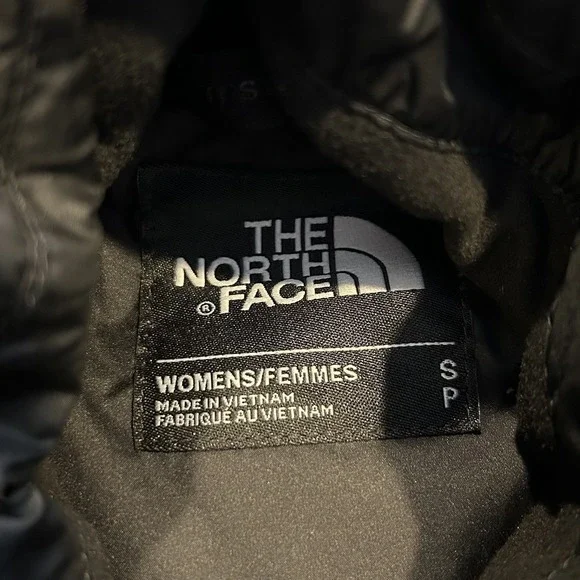 THE
NORTH
® FACE
WOMENS/FEMMES S
MADE IN VIETNAM P
FABRIQUÉ AU VIETNAM